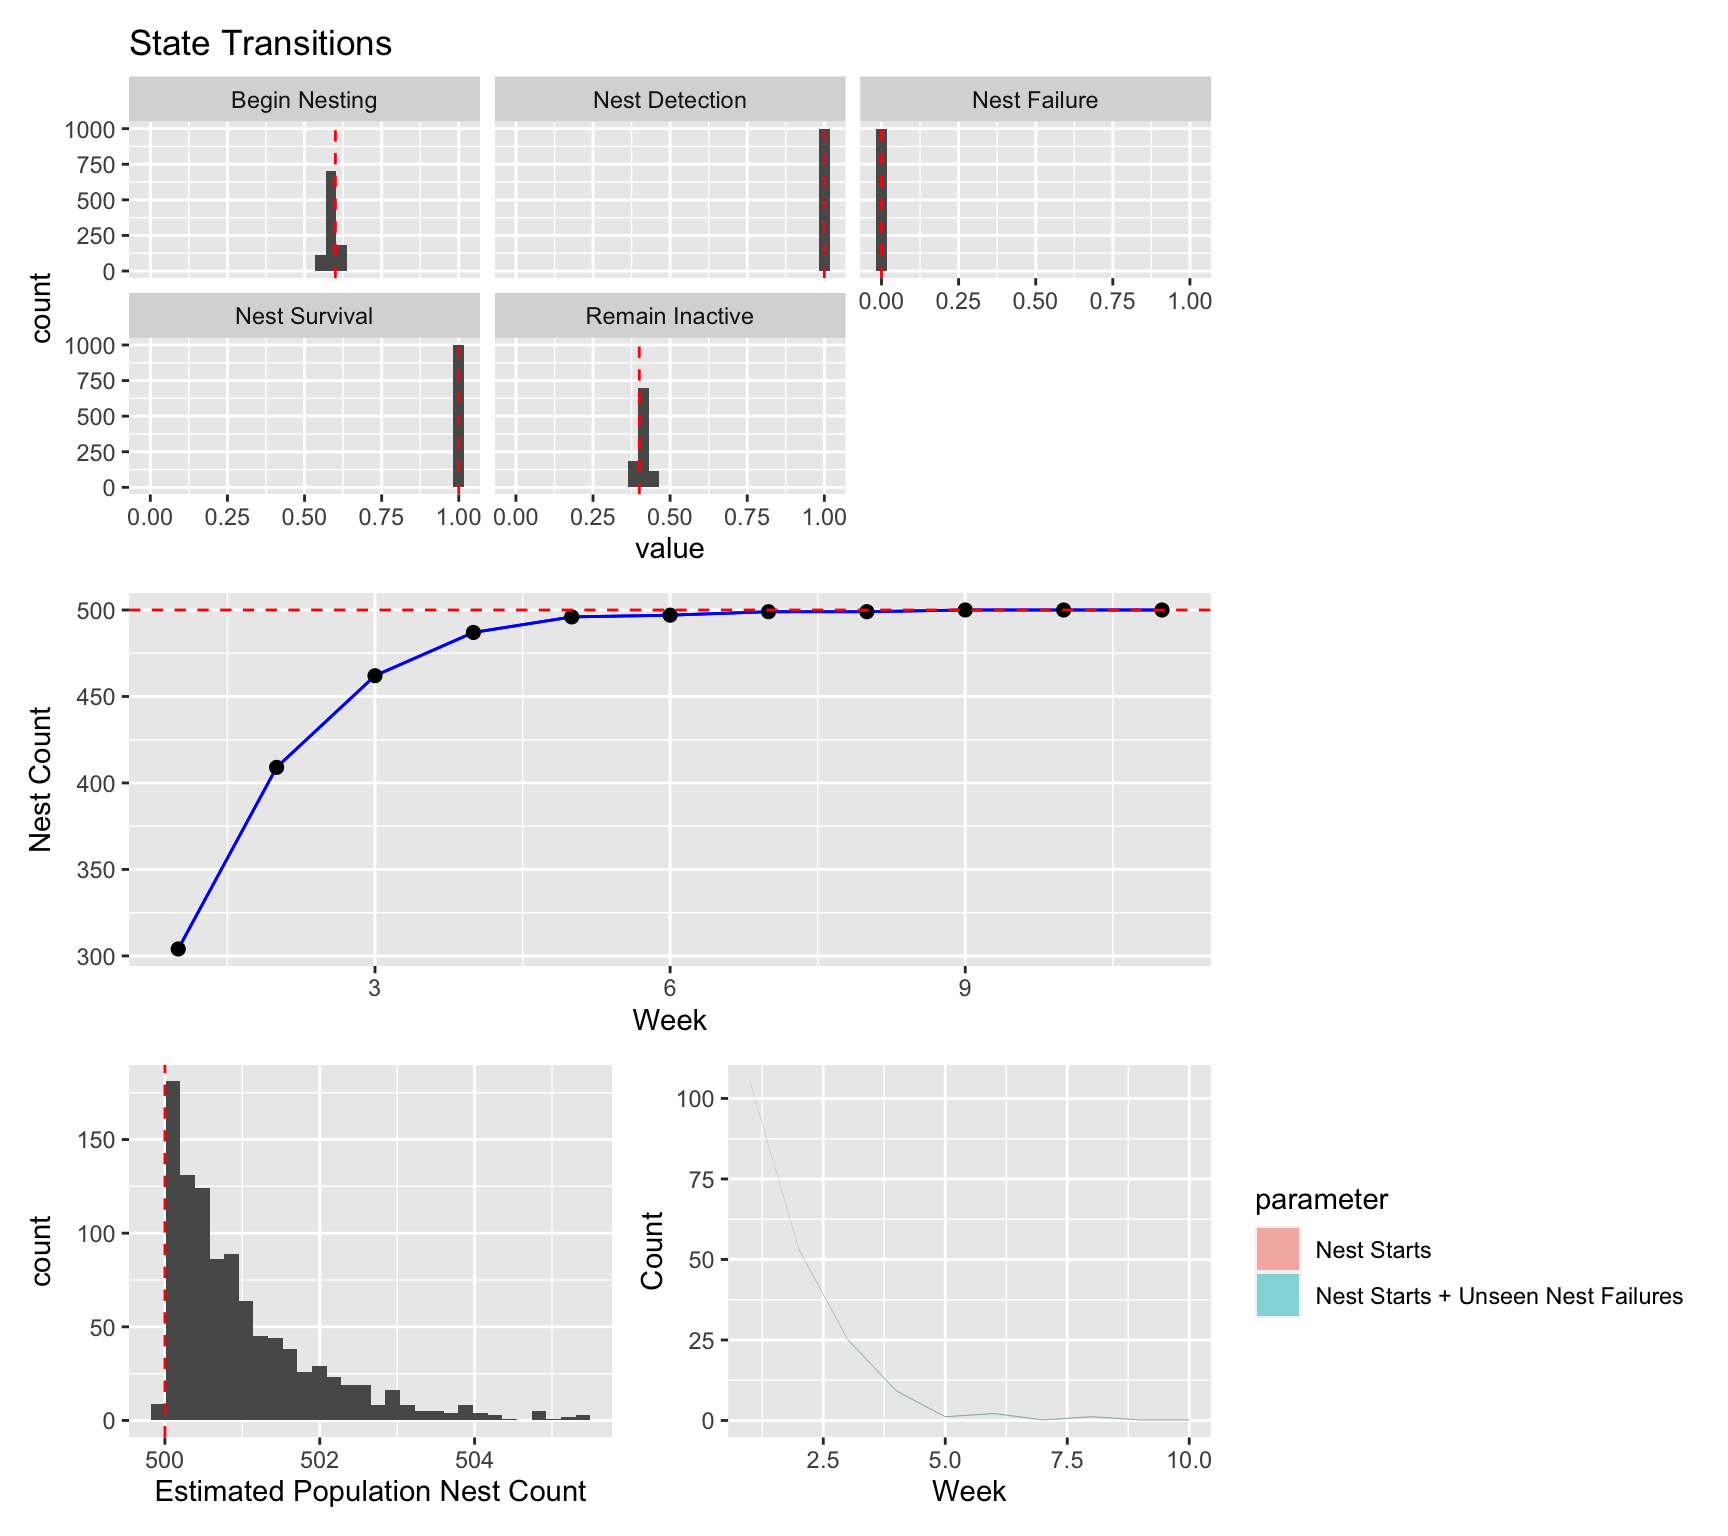 State Transitions
Begin Nesting
Nest Detection
Nest Failure
1000
750
500
250
0
0.00 0.25 0.50 0.75 1.00
Nest Survival
Remain Inactive
1000
750
500
250
0
0.00 0.25 0.50 0.75 1.00
0.00 0.25 0.50 0.75 1.00
count
value
500
450
400
350
300
3 6 9
Nest Count
Week
150
100
50
0
500 502 504
count
Estimated Population Nest Count
100
75
50
25
0
2.5 5.0 7.5 10.0
Count
Week
parameter
Nest Starts
Nest Starts + Unseen Nest Failures